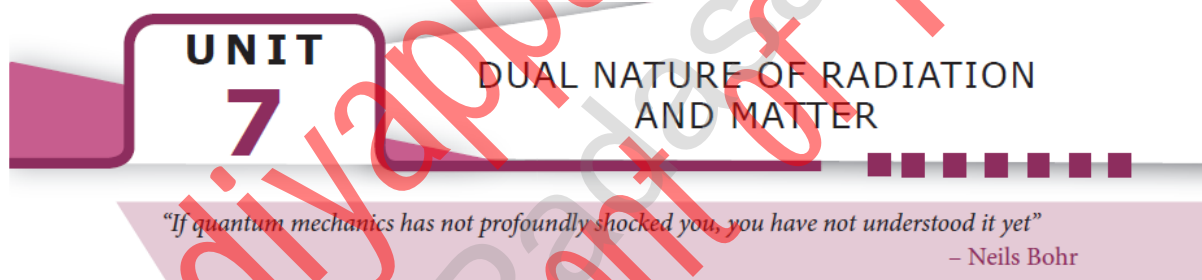 UNIT
7
DUAL NATURE OF RADIATION
AND MATTER
“If quantum mechanics has not profoundly shocked you, you have not understood it yet”
– Neils Bohr